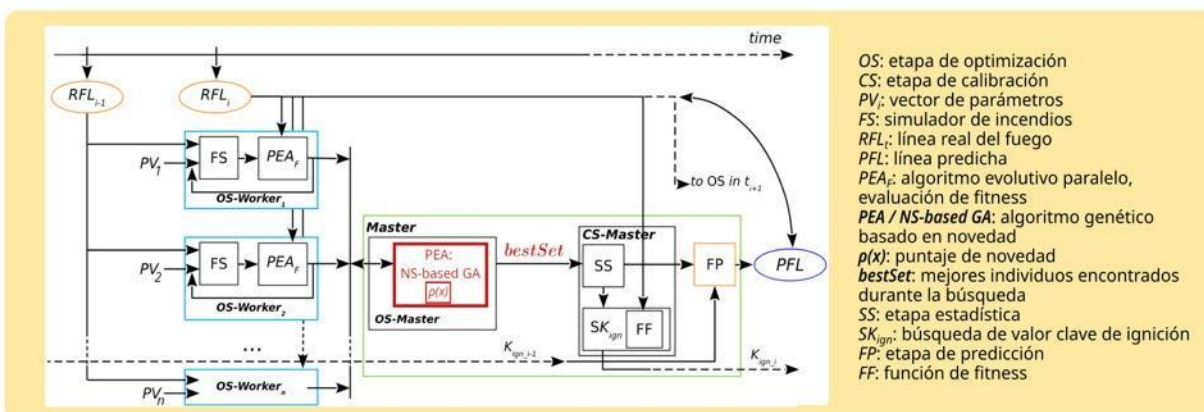 time
RFLi-1
RFLi
PV1
FS
PEAF
OS-Worker1
to OS in ti+1
PV2
FS
PEAF
OS-Worker2
...
PVn
OS-Workern
Master
PEA:
NS-based GA
ρ(x)
OS-Master
bestSet
CS-Master
SS
SKign
FF
FP
PFL
Kign_i-1
Kign_i
OS: etapa de optimización
CS: etapa de calibración
PVi: vector de parámetros
FS: simulador de incendios
RFLt: línea real del fuego
PFL: línea predicha
PEAF: algoritmo evolutivo paralelo,
evaluación de fitness
PEA / NS-based GA: algoritmo genético
basado en novedad
ρ(x): puntaje de novedad
bestSet: mejores individuos encontrados
durante la búsqueda
SS: etapa estadística
SKign: búsqueda de valor clave de ignición
FP: etapa de predicción
FF: función de fitness